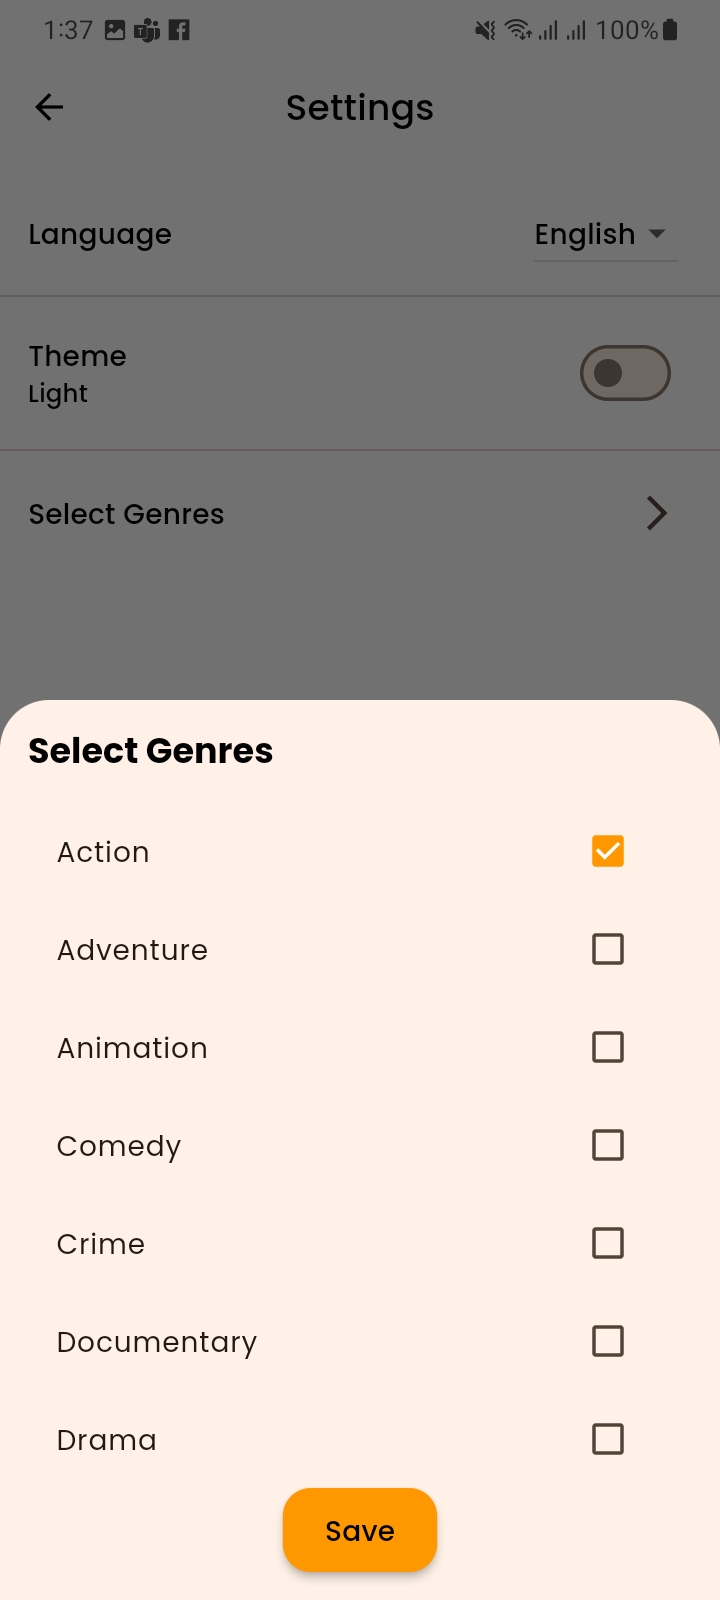 1:37 100%
Settings
Language English
Theme
Light
Select Genres
Select Genres
Action
Adventure
Animation
Comedy
Crime
Documentary
Drama
Save